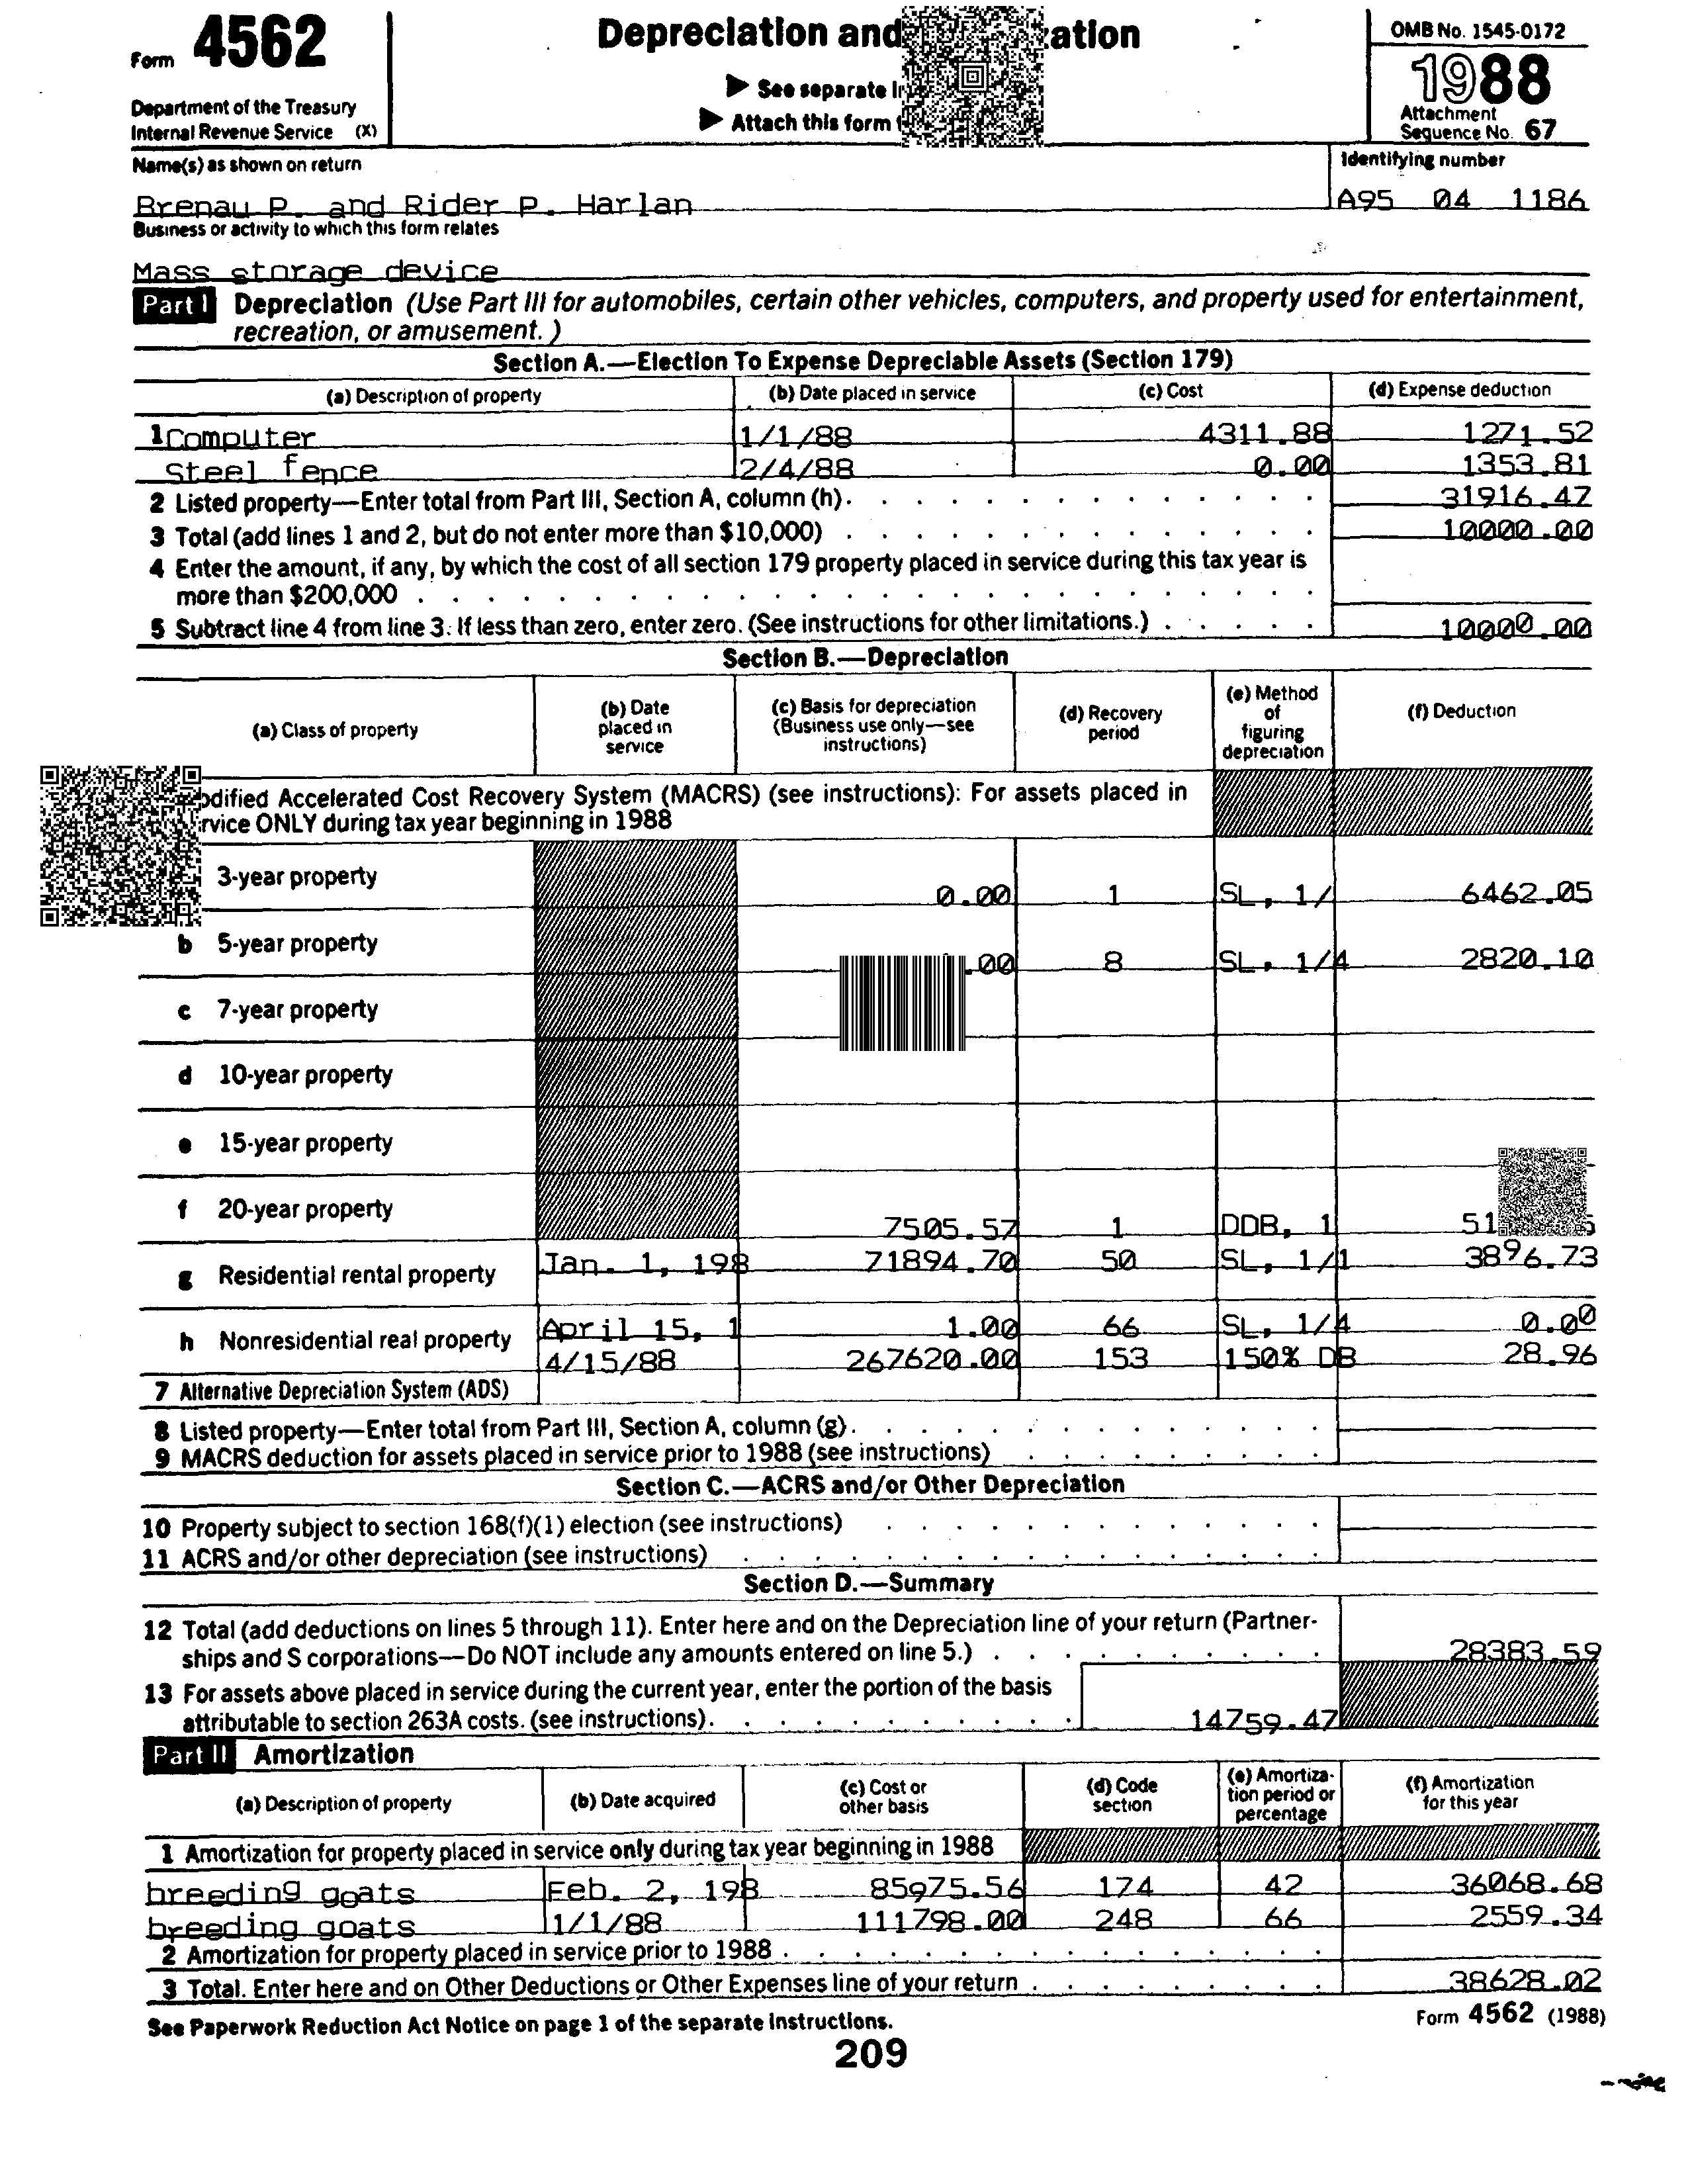 Form 4562
Department of the Treasury
Internal Revenue Service (X)
Depreciation and
▶ See separate
▶ Attach this form
OMB No. 1545-0172
1988
Attachment
Sequence No. 67
Name(s) as shown on return
Identifying number
Brenau P. and Rider P. Harlan
A95 04 1186
Business or activity to which this form relates
Mass storage device
Part I Depreciation (Use Part III for automobiles, certain other vehicles, computers, and property used for entertainment,
recreation, or amusement.)
Section A.—Election To Expense Depreciable Assets (Section 179)
(a) Description of property (b) Date placed in service (c) Cost (d) Expense deduction
1 Computer 1/1/88 4311.88 1271.52
Steel fence 2/4/88 0.00 1353.81
2 Listed property—Enter total from Part III, Section A, column (h). 31916.47
3 Total (add lines 1 and 2, but do not enter more than $10,000) 10000.00
4 Enter the amount, if any, by which the cost of all section 179 property placed in service during this tax year is
more than $200,000
5 Subtract line 4 from line 3. If less than zero, enter zero. (See instructions for other limitations.) 10000.00
Section B.—Depreciation
(a) Class of property
(b) Date
placed in
service
(c) Basis for depreciation
(Business use only—see
instructions)
(d) Recovery
period
(e) Method
of
figuring
depreciation
(f) Deduction
Accelerated Cost Recovery System (MACRS) (see instructions): For assets placed in
ONLY during tax year beginning in 1988
3-year property 0.00 1 SL, 1/ 6462.05
b 5-year property .00 8 SL, 1/4 2820.10
c 7-year property
d 10-year property
e 15-year property
f 20-year property 7505.57 1 DDB, 1
g Residential rental property Jan. 1, 198 71894.70 50 SL, 1/1 3896.73
h Nonresidential real property April 15, 1 1.00 66 SL, 1/4 0.00
4/15/88 267620.00 153 150% DB 28.96
7 Alternative Depreciation System (ADS)
8 Listed property—Enter total from Part III, Section A, column (g).
9 MACRS deduction for assets placed in service prior to 1988 (see instructions)
Section C.—ACRS and/or Other Depreciation
10 Property subject to section 168(f)(1) election (see instructions)
11 ACRS and/or other depreciation (see instructions)
Section D.—Summary
12 Total (add deductions on lines 5 through 11). Enter here and on the Depreciation line of your return (Partner-
ships and S corporations—Do NOT include any amounts entered on line 5.) 28383.59
13 For assets above placed in service during the current year, enter the portion of the basis
attributable to section 263A costs. (see instructions). 14759.47
Part II Amortization
(a) Description of property
(b) Date acquired
(c) Cost or
other basis
(d) Code
section
(e) Amortiza-
tion period or
percentage
(f) Amortization
for this year
1 Amortization for property placed in service only during tax year beginning in 1988
breeding goats Feb. 2, 198 85975.56 174 42 36068.68
breeding goats 1/1/88 111798.00 248 66 2559.34
2 Amortization for property placed in service prior to 1988
3 Total. Enter here and on Other Deductions or Other Expenses line of your return 38628.02
See Paperwork Reduction Act Notice on page 1 of the separate instructions.
Form 4562 (1988)
209